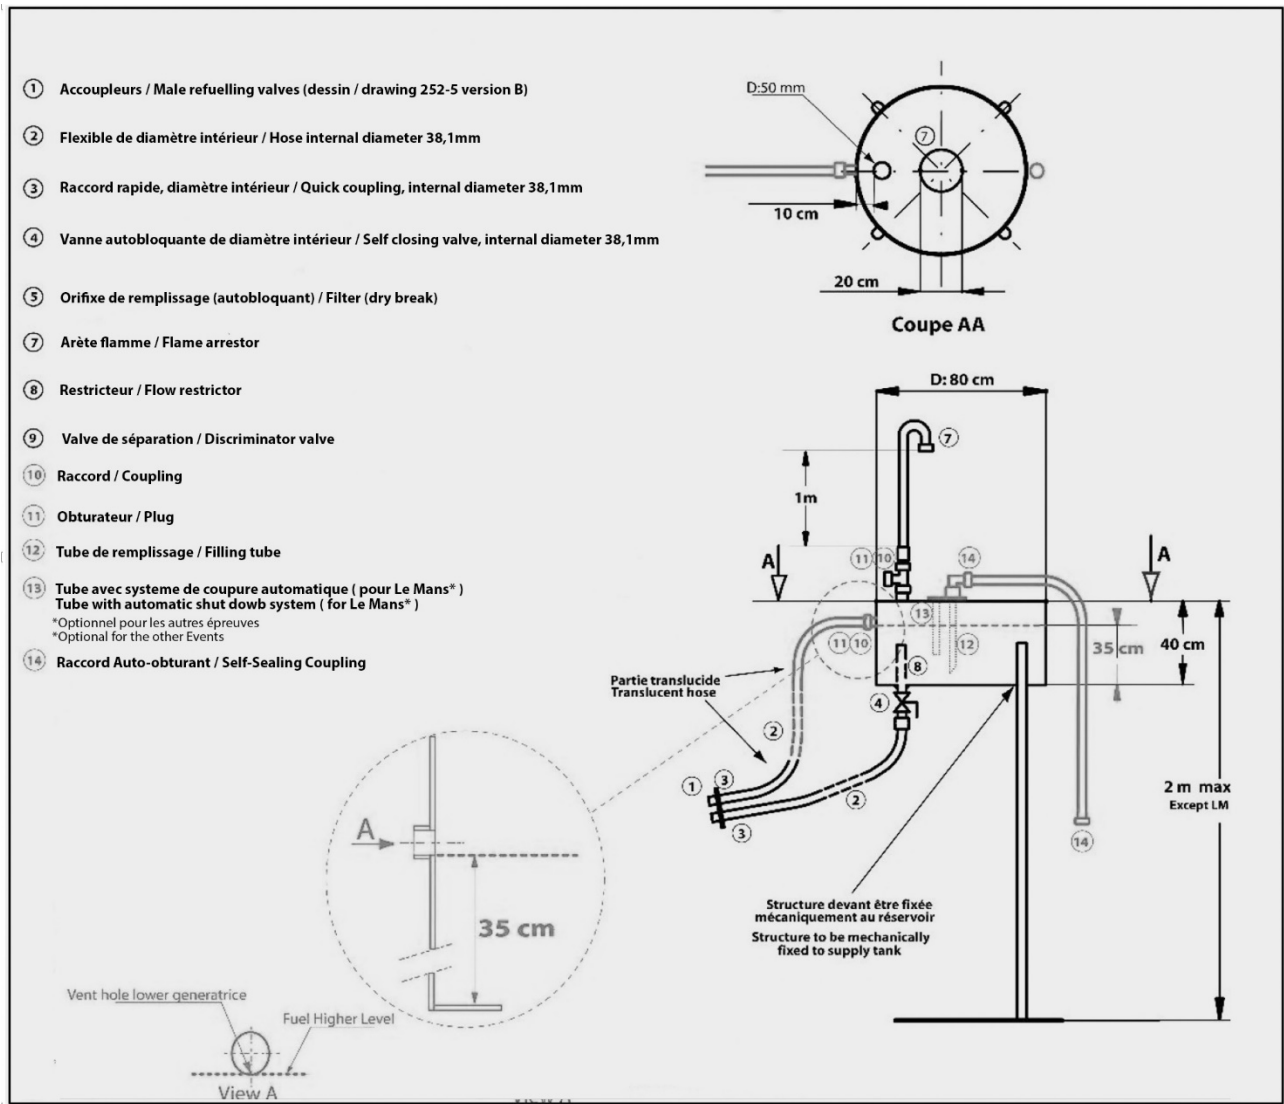 1 Accoupleurs / Male refuelling valves (dessin / drawing 252-5 version B)
2 Flexible de diamètre intérieur / Hose internal diameter 38,1mm
3 Raccord rapide, diamètre intérieur / Quick coupling, internal diameter 38,1mm
4 Vanne autobloquante de diamètre intérieur / Self closing valve, internal diameter 38,1mm
5 Orifixe de remplissage (autobloquant) / Filter (dry break)
7 Arète flamme / Flame arrestor
8 Restricteur / Flow restrictor
9 Valve de séparation / Discriminator valve
10 Raccord / Coupling
11 Obturateur / Plug
12 Tube de remplissage / Filling tube
13 Tube avec systeme de coupure automatique ( pour Le Mans* )
Tube with automatic shut dowb system ( for Le Mans* )
*Optionnel pour les autres épreuves
*Optional for the other Events
14 Raccord Auto-obturant / Self-Sealing Coupling
D:50 mm
7
10 cm
20 cm
Coupe AA
D: 80 cm
7
1m
A
11 10
14
A
13
12
11 10
35 cm
40 cm
8
Partie translucide
Translucent hose
4
2
1
3
2
3
2 m max
Except LM
14
A
35 cm
Structure devant être fixée
mécaniquement au réservoir
Structure to be mechanically
fixed to supply tank
Vent hole lower generatrice
Fuel Higher Level
View A